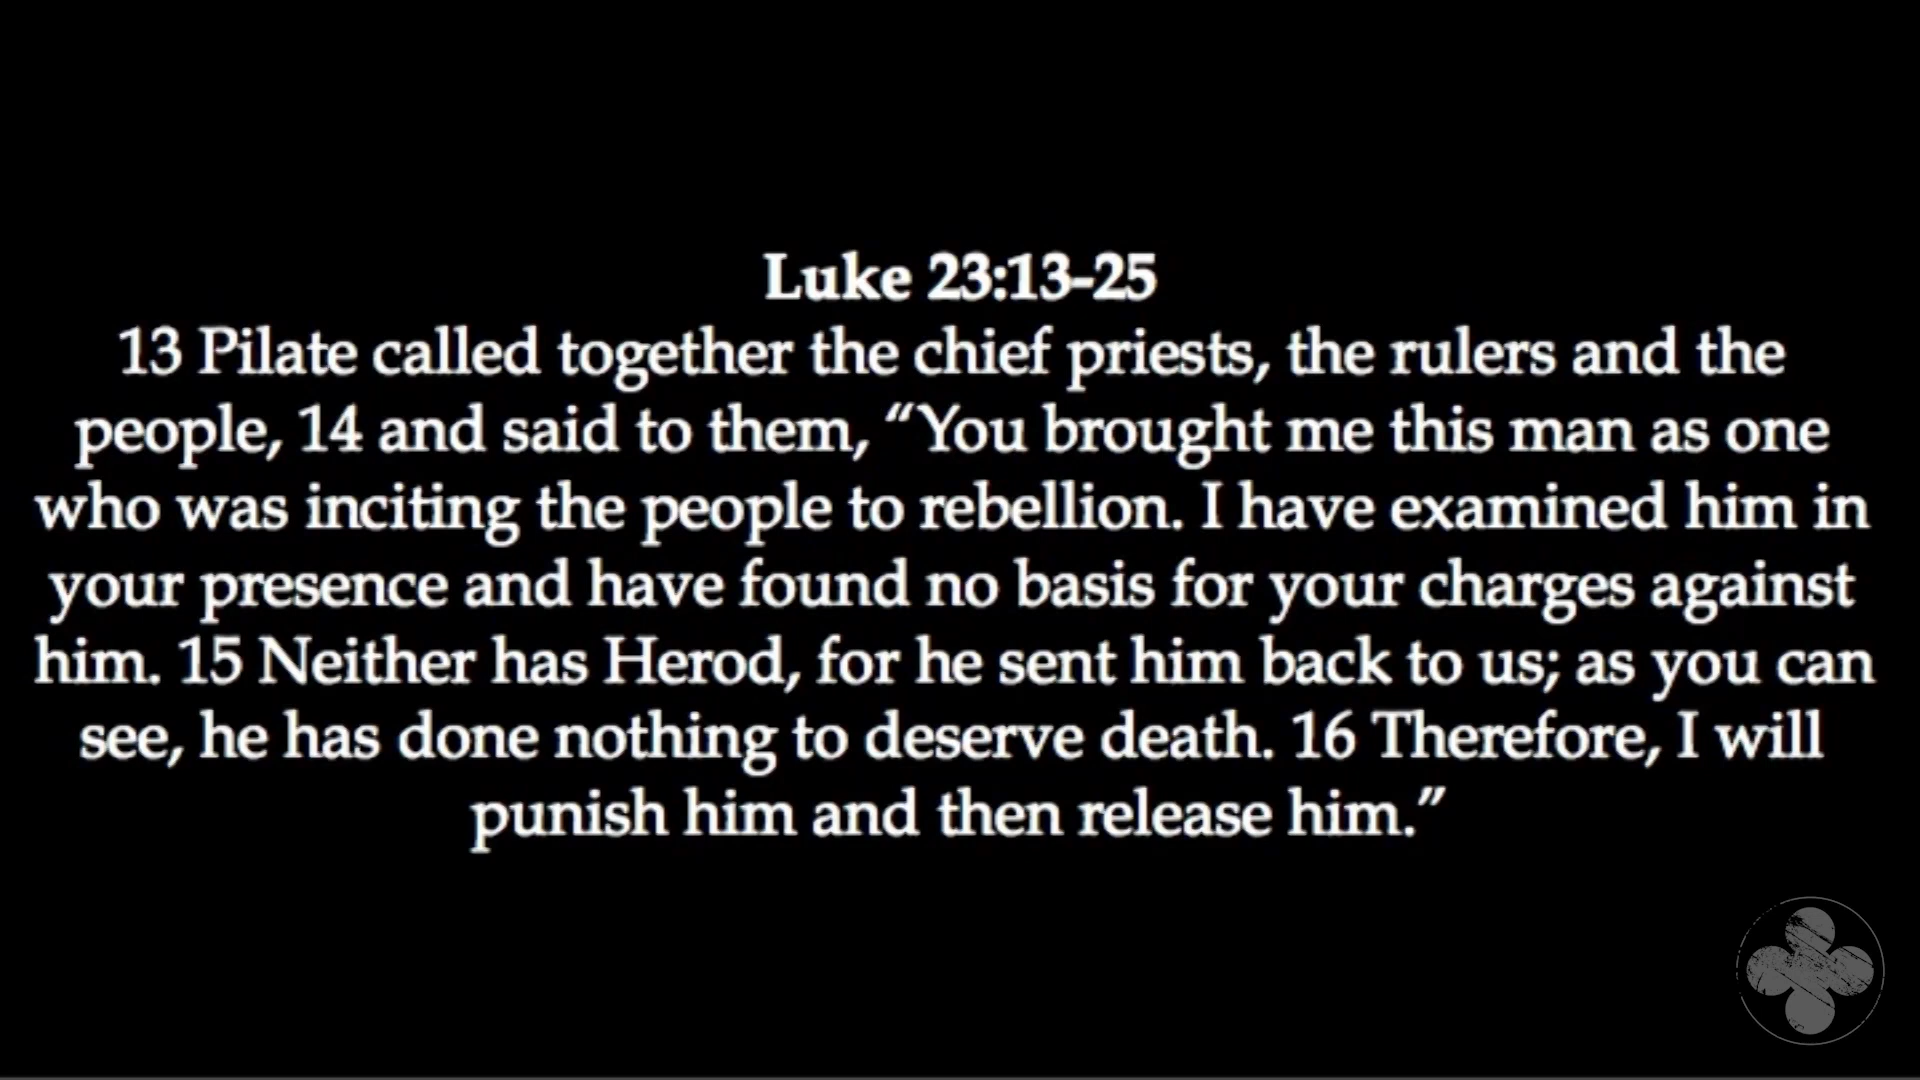 Luke 23:13-25
13 Pilate called together the chief priests, the rulers and the
people, 14 and said to them, “You brought me this man as one
who was inciting the people to rebellion. I have examined him in
your presence and have found no basis for your charges against
him. 15 Neither has Herod, for he sent him back to us; as you can
see, he has done nothing to deserve death. 16 Therefore, I will
punish him and then release him.”